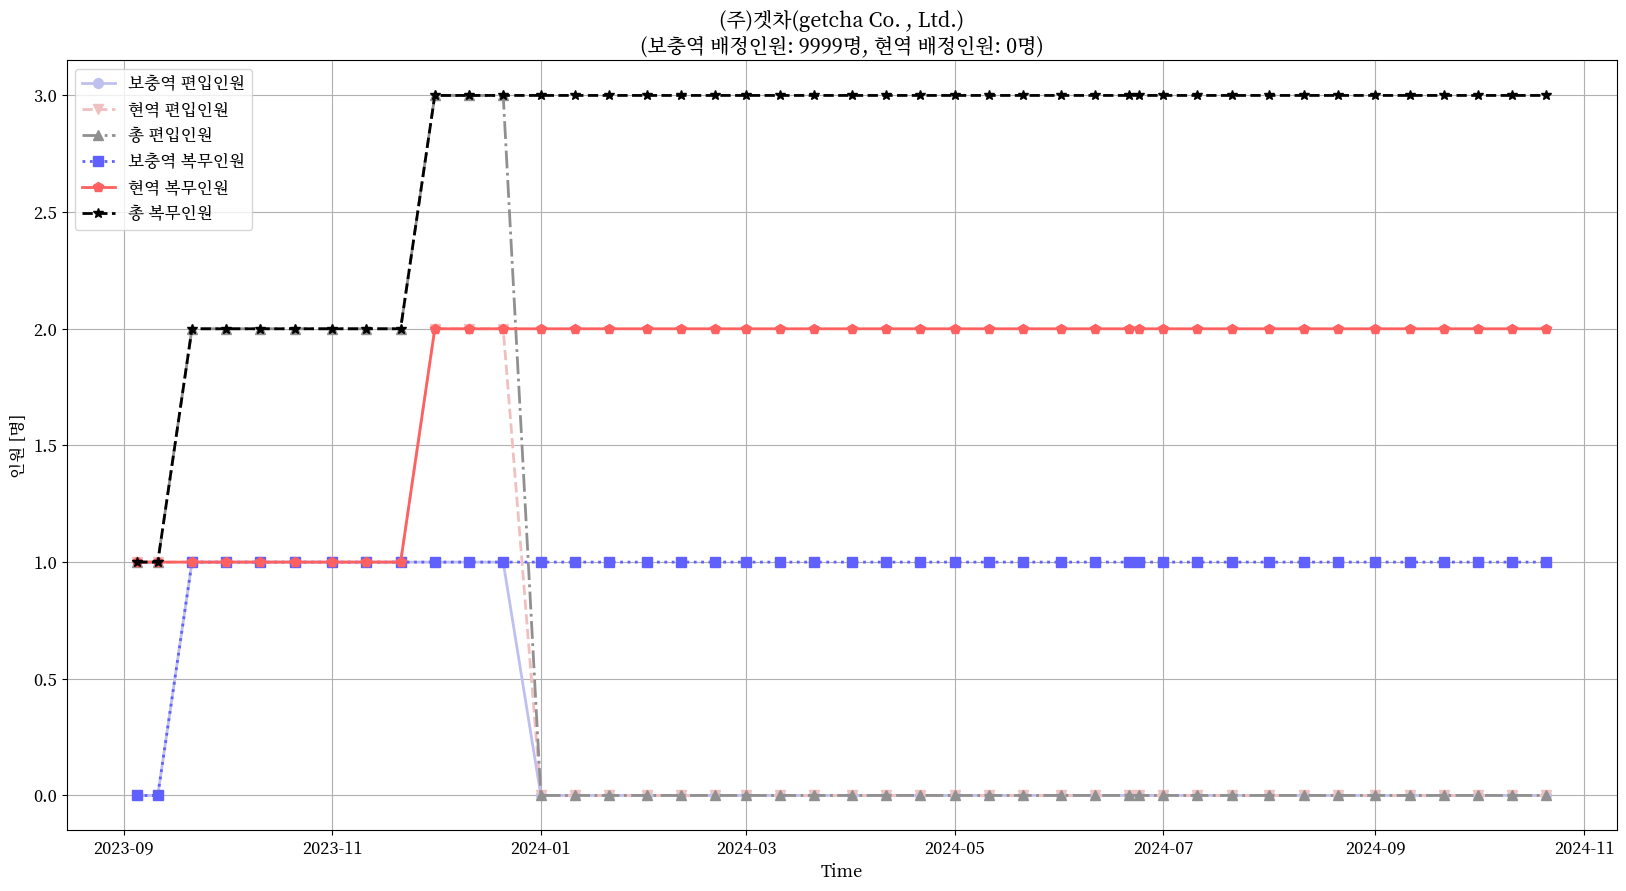 (주)겟차(getcha Co. , Ltd.)
(보충역 배정인원: 9999명, 현역 배정인원: 0명)
보충역 편입인원
현역 편입인원
총 편입인원
보충역 복무인원
현역 복무인원
총 복무인원
3.0
2.5
2.0
1.5
1.0
0.5
0.0
인원 [명]
2023-09
2023-11
2024-01
2024-03
2024-05
2024-07
2024-09
2024-11
Time